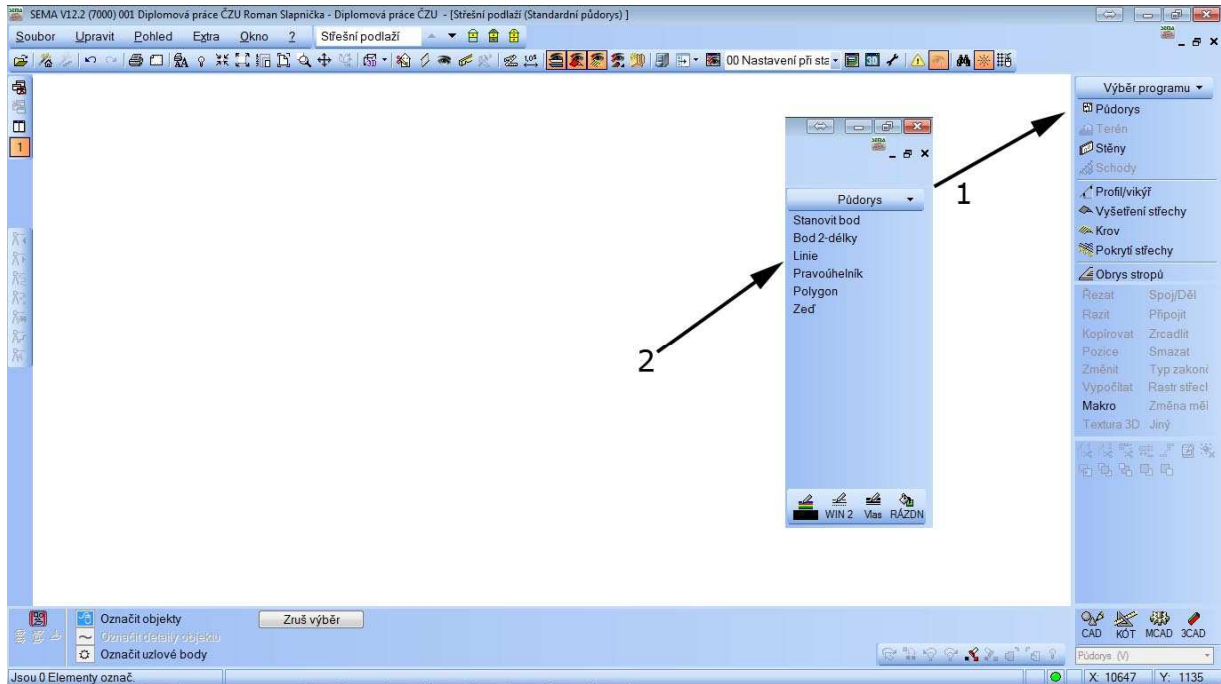 SEMA V12.2 (7000) 001 Diplomová práce ČZU Roman Slapnička - Diplomová práce ČZU - [Střešní podlaží (Standardní půdorys) ]
Soubor Upravit Pohled Extra Okno ? Střešní podlaží
00 Nastavení při sta
Výběr programu
Půdorys
Terén
Stěny
Schody
Profil/vikýř
Vyšetření střechy
Krov
Pokrytí střechy
Obrys stropů
Řezat Spoj/Děl
Razit Připojit
Kopírovat Zrcadlit
Pozice Smazat
Změnit Typ zakon
Vypočítat Rastr střecl
Makro Změna měl
Textura 3D Jiný
1
1
Půdorys
Stanovit bod
Bod 2-délky
Linie
Pravoúhelník
Polygon
Zeď
2
WIN 2 Vlas RÁZDN
Označit objekty Zruš výběr
Označit detaily objektu
Označit uzlové body
CAD KÓT MCAD 3CAD
Půdorys (V)
Jsou 0 Elementy označ. X: 10647 Y: 1135